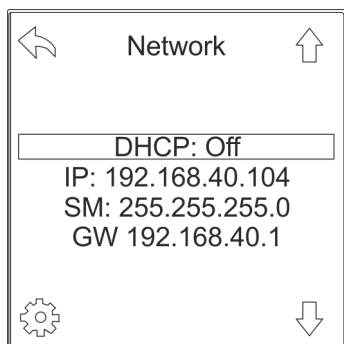 Network
DHCP: Off
IP: 192.168.40.104
SM: 255.255.255.0
GW 192.168.40.1